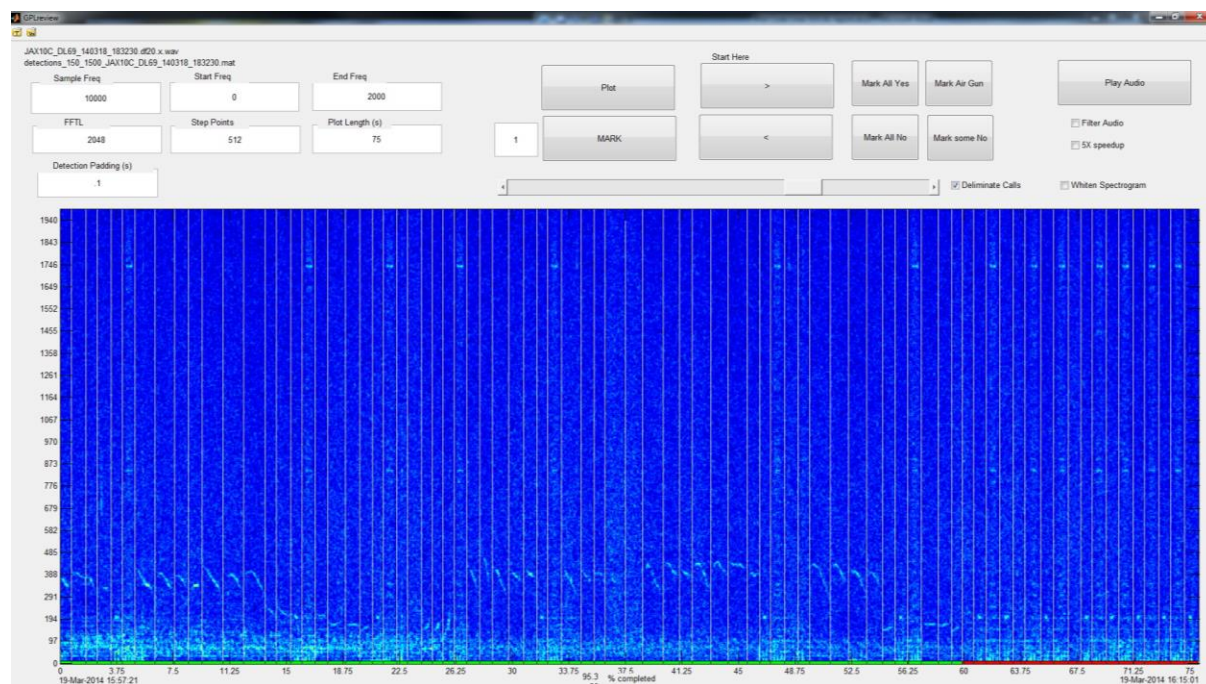 GPLreview
JAX10C_DL69_140318_183230.df20.x.wav
detections_150_1500_JAX10C_DL69_140318_183230.mat
Sample Freq Start Freq End Freq
10000 0 2000
FFTL Step Points Plot Length (s)
2048 512 75
Detection Padding (s)
.1
Start Here
Plot > Mark All Yes Mark Air Gun Play Audio
1 MARK < Mark All No Mark some No
Filter Audio
5X speedup
Deliminate Calls Whiten Spectrogram
1940
1843
1746
1649
1552
1455
1358
1261
1164
1067
970
873
776
679
582
485
388
291
194
97
0
0 3.75 7.5 11.25 15 18.75 22.5 26.25 30 33.75 37.5 41.25 45 48.75 52.5 56.25 60 63.75 67.5 71.25 75
19-Mar-2014 15:57:21 95.3 % completed 19-Mar-2014 16:15:01